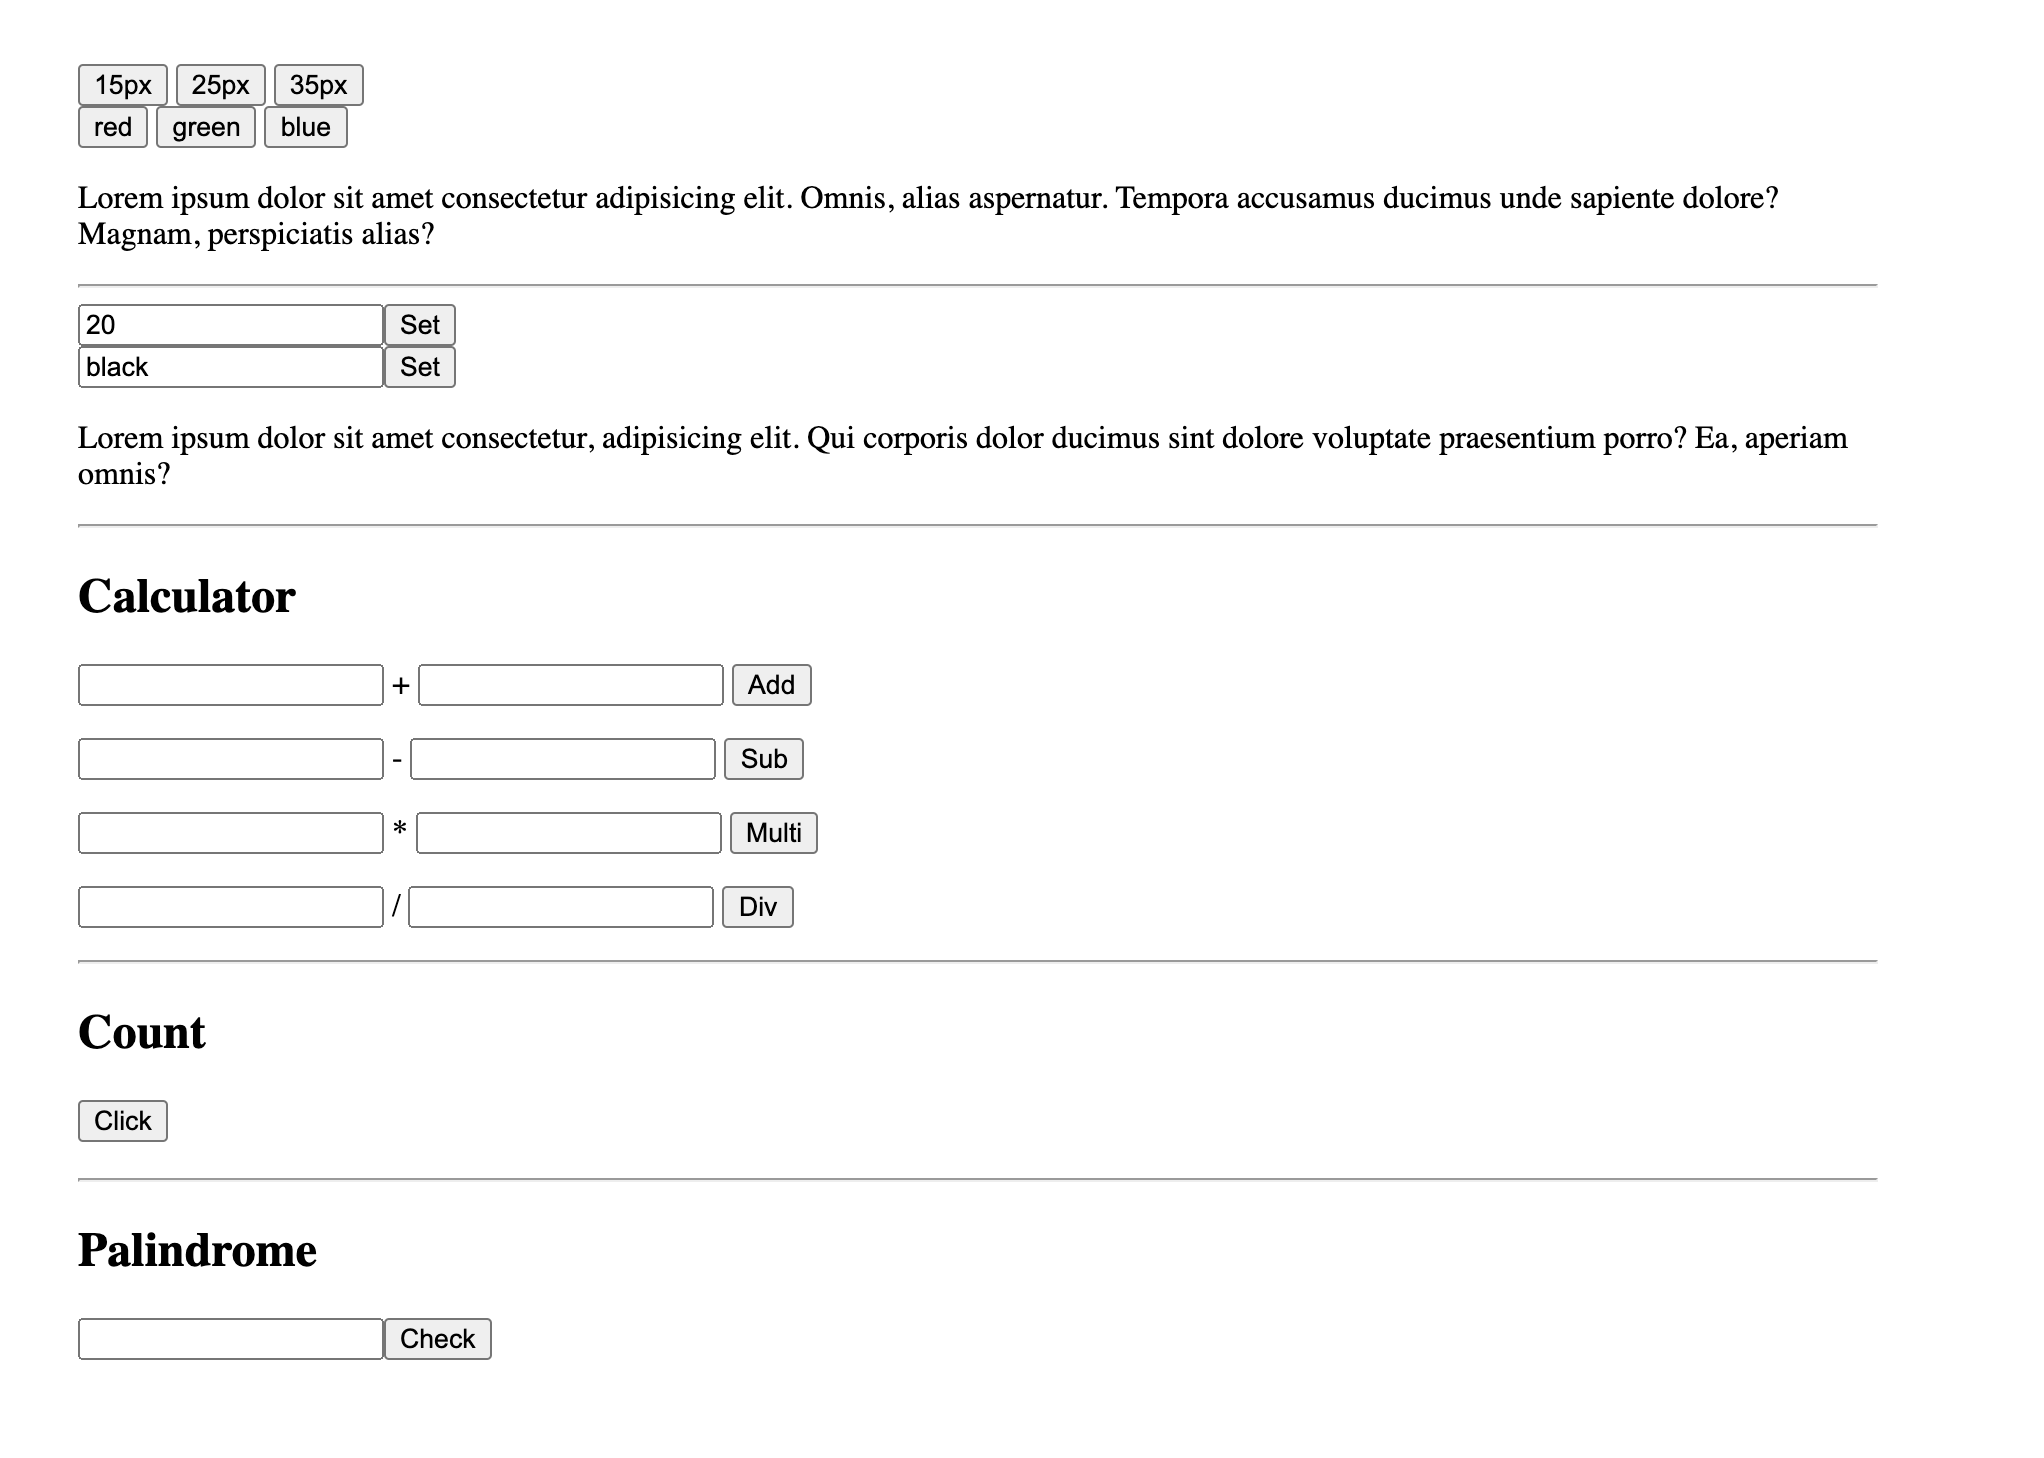 15px 25px 35px
red green blue
Lorem ipsum dolor sit amet consectetur adipisicing elit. Omnis, alias aspernatur. Tempora accusamus ducimus unde sapiente dolore?
Magnam, perspiciatis alias?
20 Set
black Set
Lorem ipsum dolor sit amet consectetur, adipisicing elit. Qui corporis dolor ducimus sint dolore voluptate praesentium porro? Ea, aperiam
omnis?
Calculator
+ Add
- Sub
* Multi
/ Div
Count
Click
Palindrome
Check